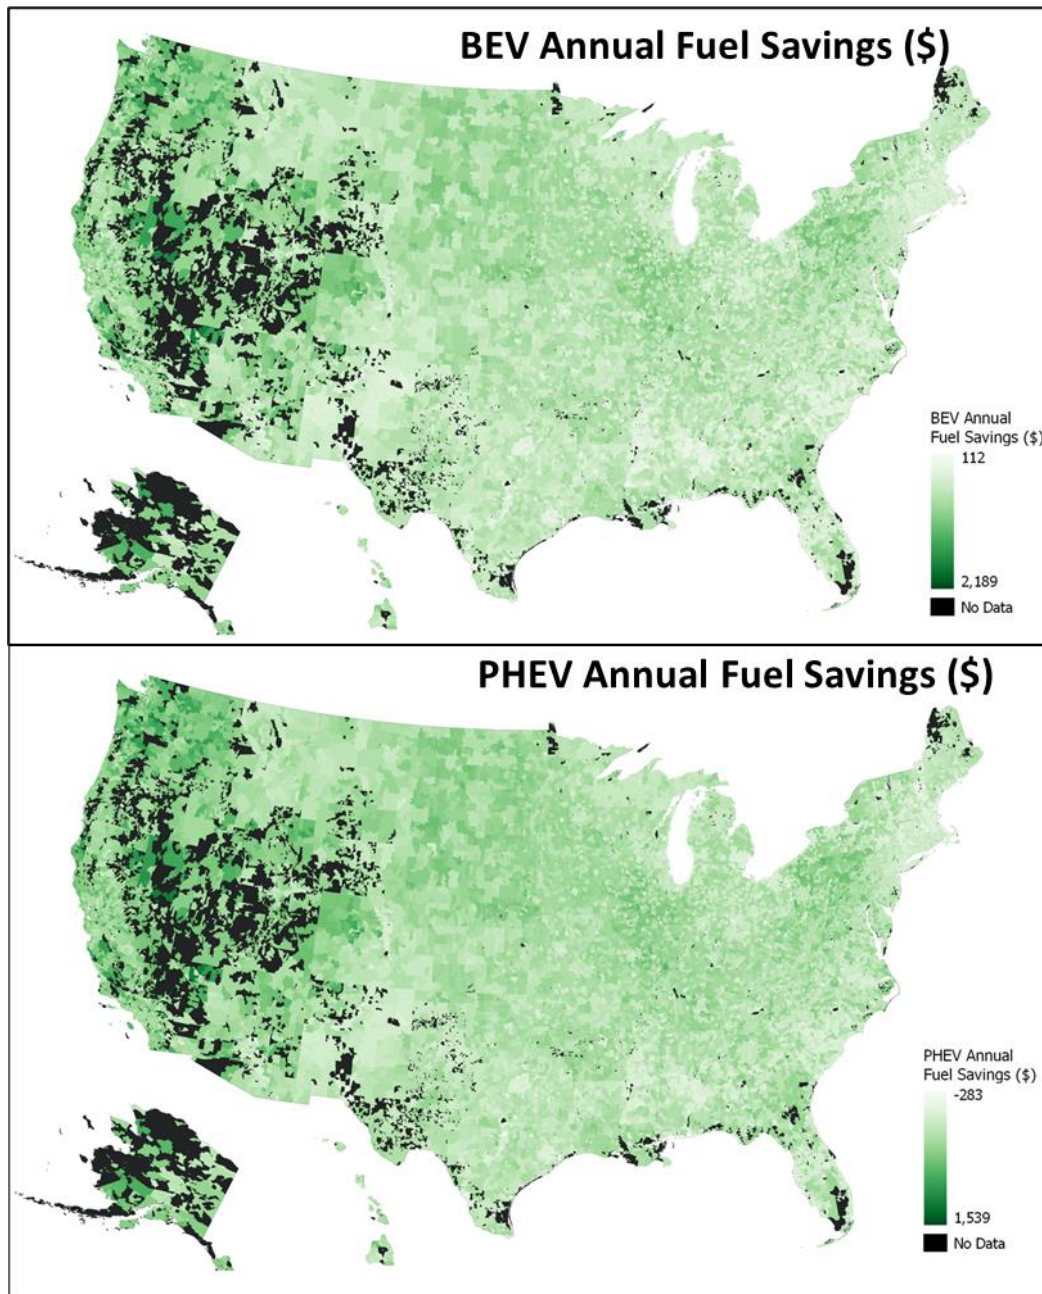 BEV Annual Fuel Savings ($)
BEV Annual
Fuel Savings ($)
112
2,189
No Data
PHEV Annual Fuel Savings ($)
PHEV Annual
Fuel Savings ($)
-283
1,539
No Data